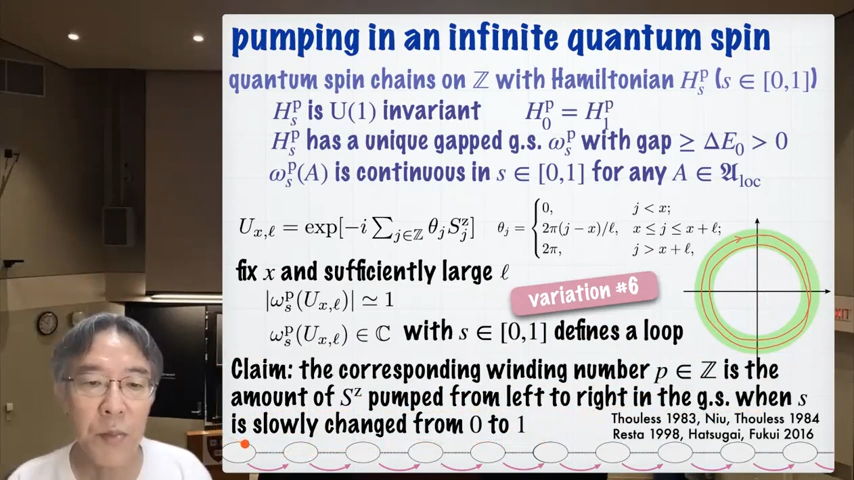 pumping in an infinite quantum spin
quantum spin chains on ℤ with Hamiltonian H_s^p (s ∈ [0,1])
H_s^p is U(1) invariant H_0^p = H_1^p
H_s^p has a unique gapped g.s. ω_s^p with gap ≥ ΔE_0 > 0
ω_s^p(A) is continuous in s ∈ [0,1] for any A ∈ 𝔄_loc
U_{x,ℓ} = exp[−i ∑_{j∈ℤ} θ_j S_j^z] θ_j = { 0, j < x;
2π(j − x)/ℓ, x ≤ j ≤ x + ℓ;
2π, j > x + ℓ,
fix x and sufficiently large ℓ
variation #6
|ω_s^p(U_{x,ℓ})| ≃ 1
ω_s^p(U_{x,ℓ}) ∈ ℂ with s ∈ [0,1] defines a loop
Claim: the corresponding winding number p ∈ ℤ is the
amount of S^z pumped from left to right in the g.s. when s
is slowly changed from 0 to 1
Thouless 1983, Niu, Thouless 1984
Resta 1998, Hatsugai, Fukui 2016